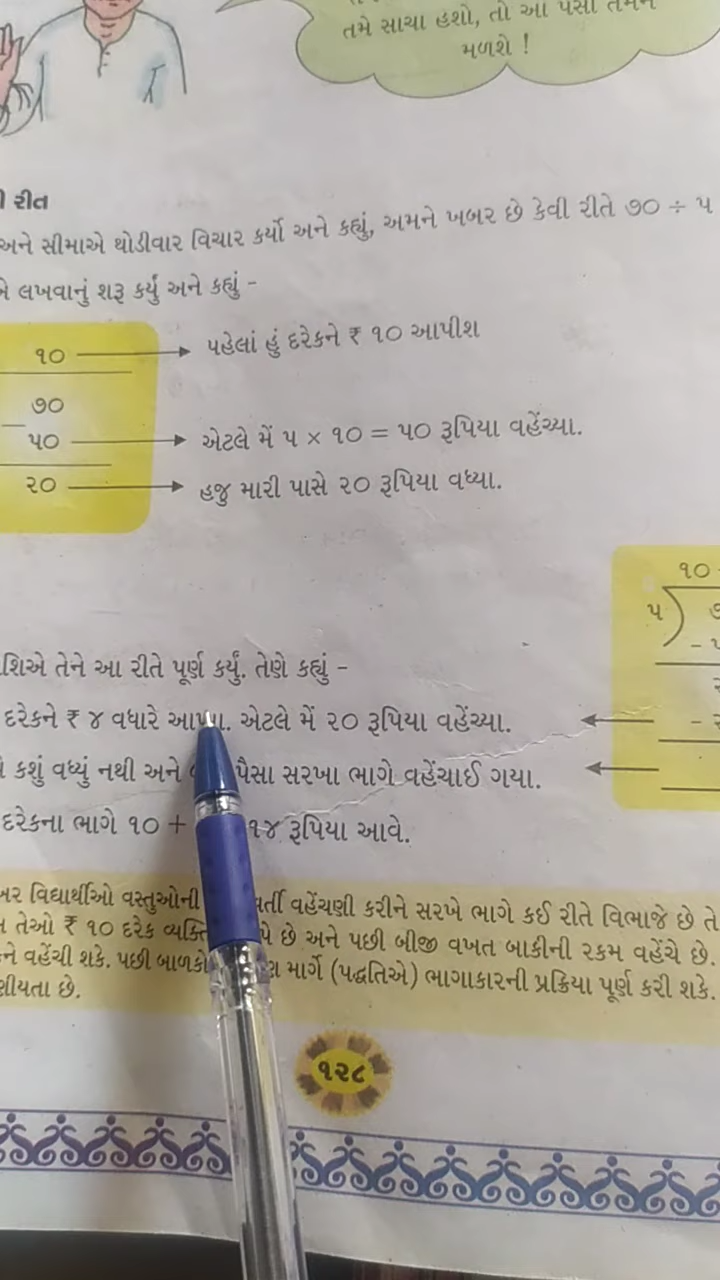 તમે સાચા હશો, તો આ પૈસા તમને
મળશે !
રીત
અને સીમાએ થોડીવાર વિચાર કર્યો અને કહ્યું, અમને ખબર છે કેવી રીતે ૭૦ ÷ ૫
લખવાનું શરૂ કર્યું અને કહ્યું -
૧૦ પહેલાં હું દરેકને ₹ ૧૦ આપીશ
૭૦
૫૦ એટલે મેં ૫ × ૧૦ = ૫૦ રૂપિયા વહેંચ્યા.
૨૦ હજુ મારી પાસે ૨૦ રૂપિયા વધ્યા.
૧૦
૫
શિએ તેને આ રીતે પૂર્ણ કર્યું. તેણે કહ્યું -
દરેકને ₹ ૪ વધારે આપ્યા. એટલે મેં ૨૦ રૂપિયા વહેંચ્યા.
કશું વધ્યું નથી અને પૈસા સરખા ભાગે વહેંચાઈ ગયા.
દરેકના ભાગે ૧૦ + ૧૪ રૂપિયા આવે.
વિદ્યાર્થીઓ વસ્તુઓની વર્તી વહેંચણી કરીને સરખે ભાગે કઈ રીતે વિભાજે છે તે
તેઓ ₹ ૧૦ દરેક છે અને પછી બીજી વખત બાકીની રકમ વહેંચે છે.
ને વહેંચી શકે. પછી બાળકો માર્ગે (પદ્ધતિએ) ભાગાકારની પ્રક્રિયા પૂર્ણ કરી શકે.
ણીયતા છે.
૧૨૮